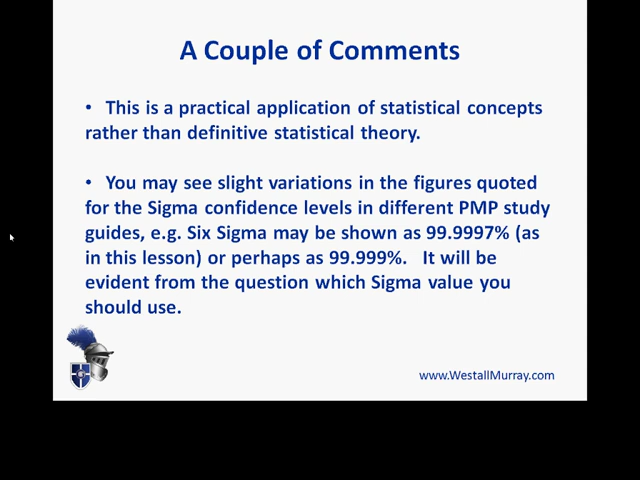 A Couple of Comments
• This is a practical application of statistical concepts
rather than definitive statistical theory.
• You may see slight variations in the figures quoted
for the Sigma confidence levels in different PMP study
guides, e.g. Six Sigma may be shown as 99.9997% (as
in this lesson) or perhaps as 99.999%. It will be
evident from the question which Sigma value you
should use.
www.WestallMurray.com